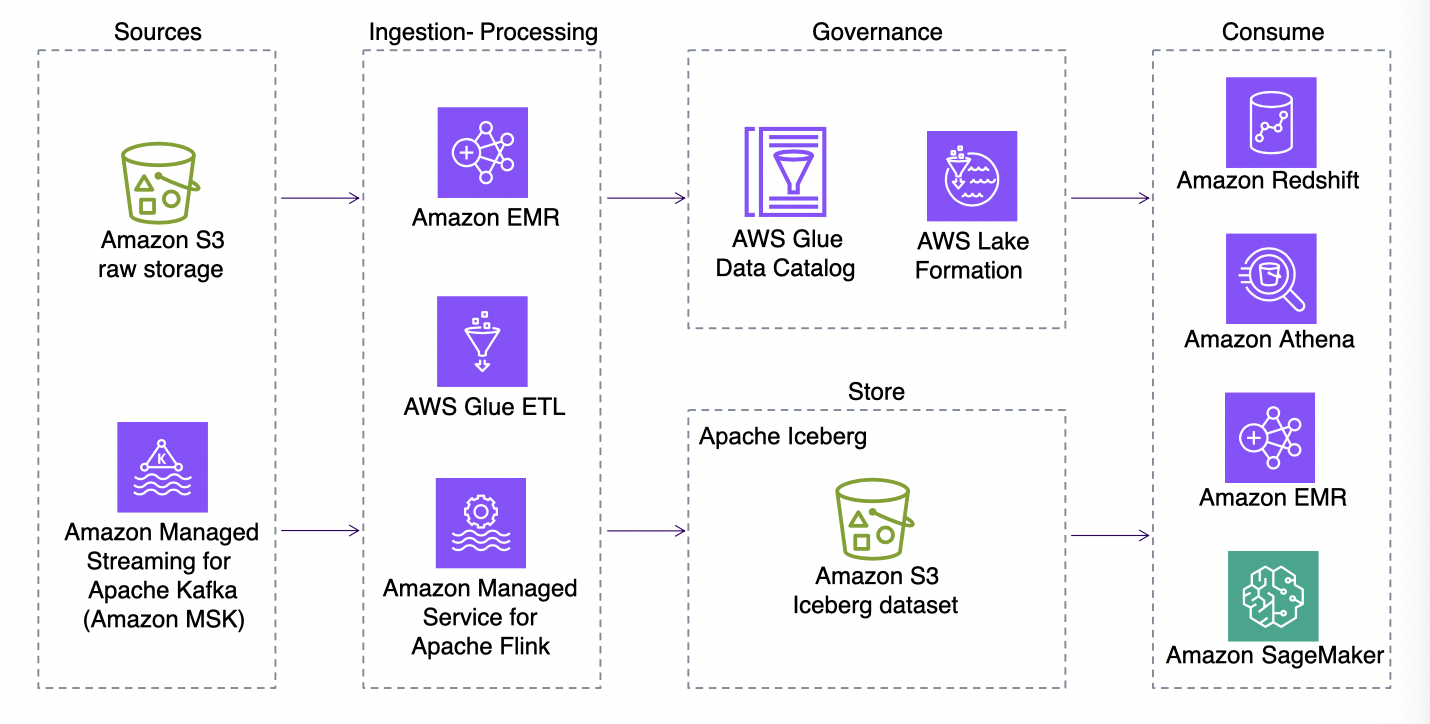 Sources
Amazon S3
raw storage
K
Amazon Managed
Streaming for
Apache Kafka
(Amazon MSK)
Ingestion- Processing
Amazon EMR
AWS Glue ETL
Amazon Managed
Service for
Apache Flink
Governance
AWS Glue
Data Catalog
AWS Lake
Formation
Store
Apache Iceberg
Amazon S3
Iceberg dataset
Consume
Amazon Redshift
Amazon Athena
Amazon EMR
Amazon SageMaker